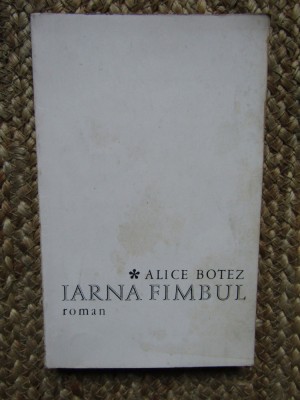 * ALICE BOTEZ
IARNA FIMBUL
roman